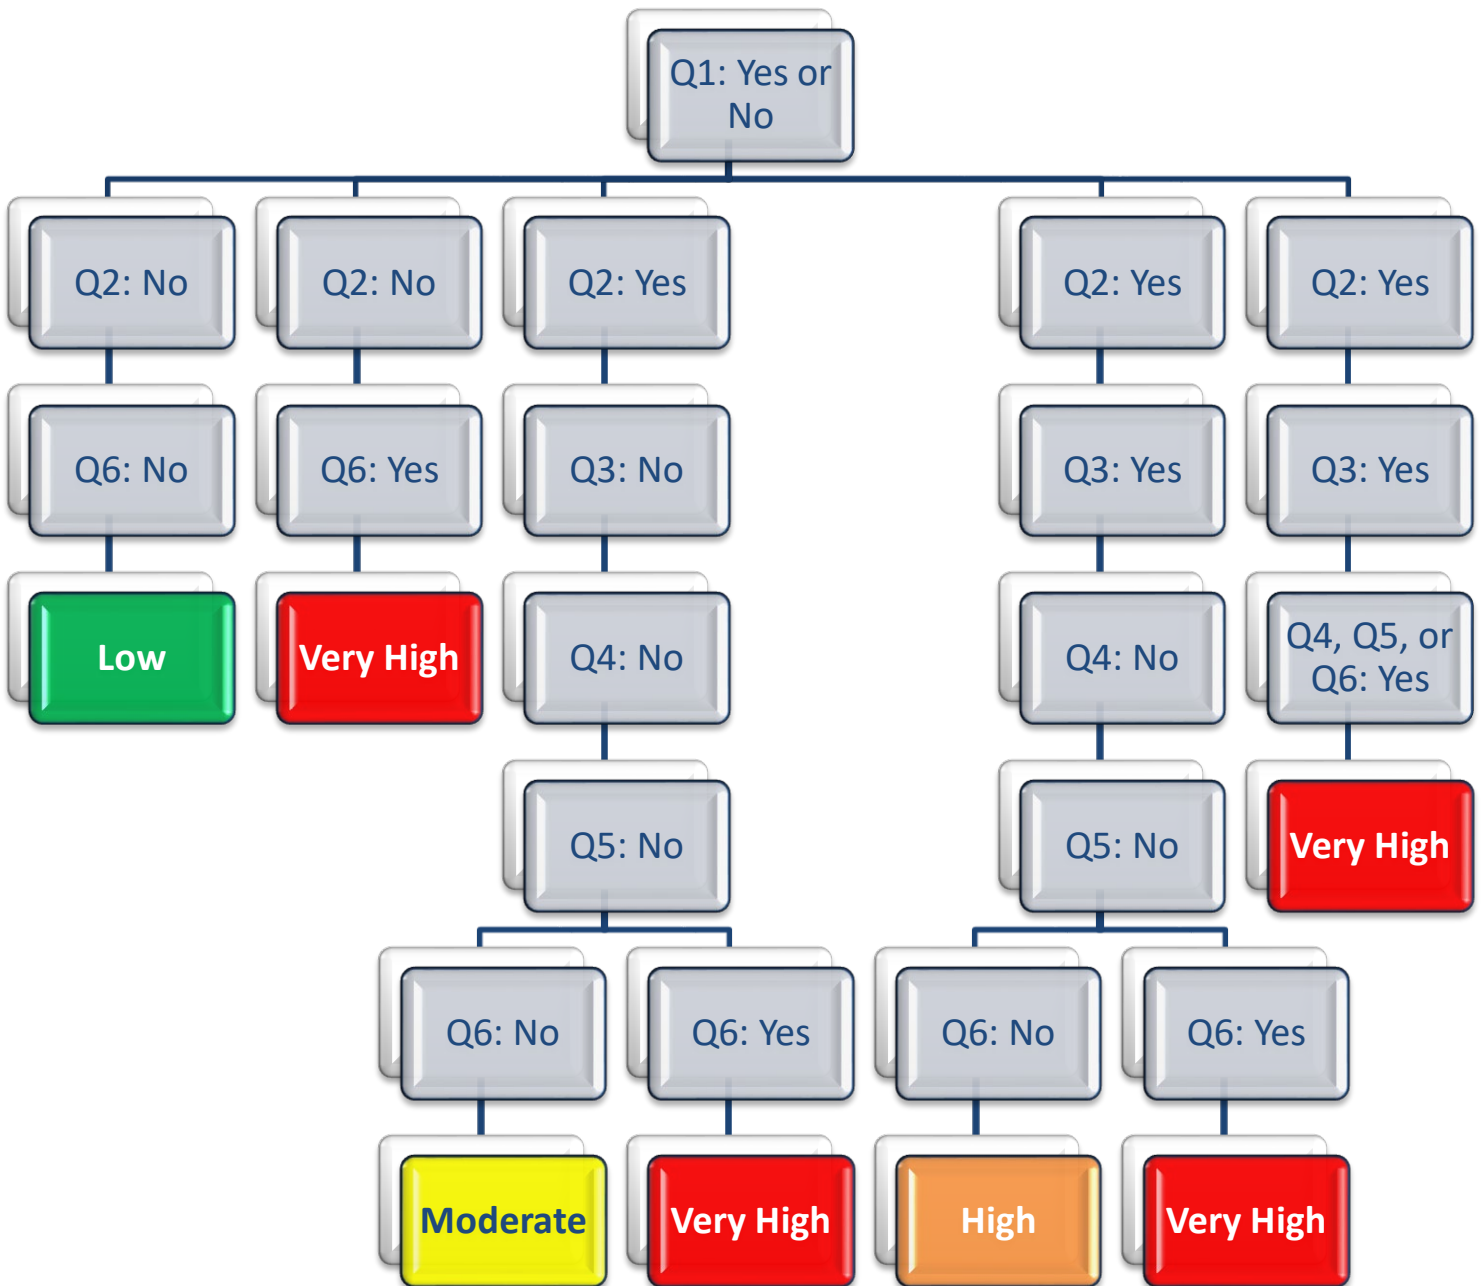 Q1: Yes or
No
Q2: No
Q2: No
Q2: Yes
Q2: Yes
Q2: Yes
Q6: No
Q6: Yes
Q3: No
Q3: Yes
Q3: Yes
Low
Very High
Q4: No
Q4: No
Q4, Q5, or
Q6: Yes
Q5: No
Q5: No
Very High
Q6: No
Q6: Yes
Q6: No
Q6: Yes
Moderate
Very High
High
Very High